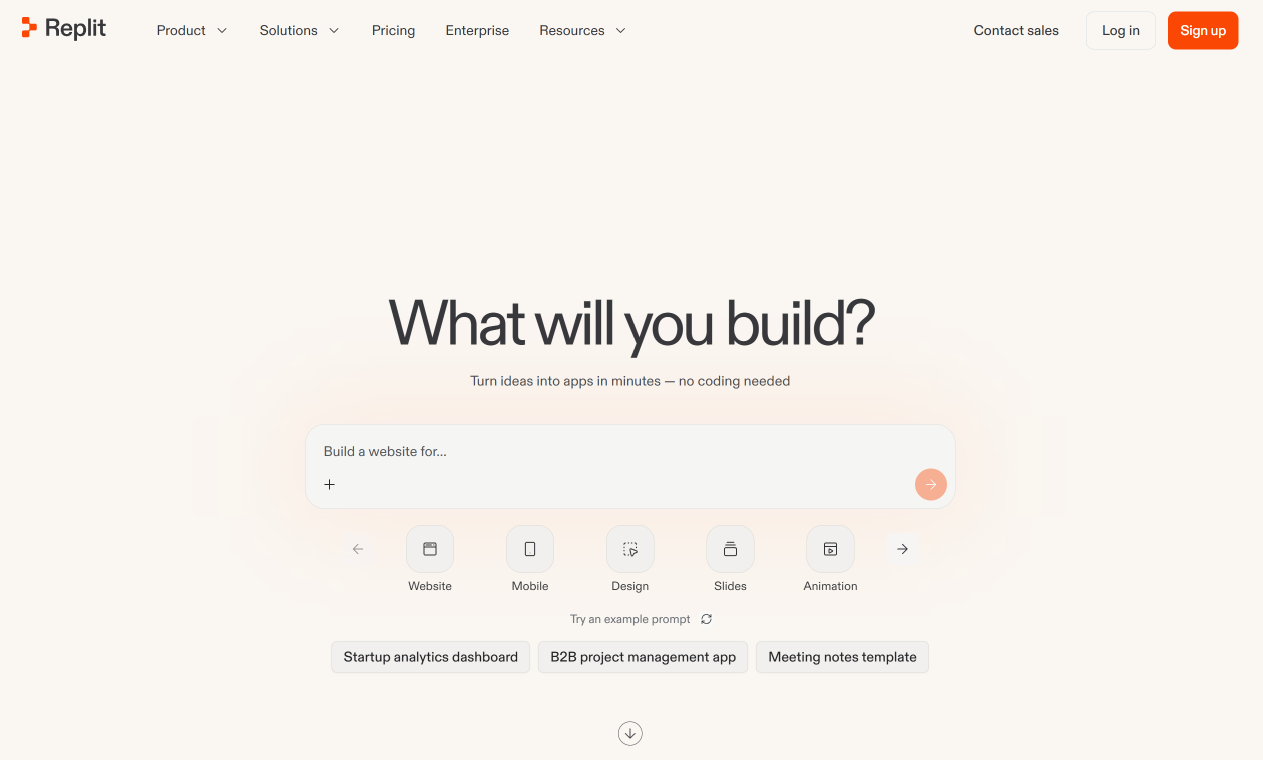 Replit Product Solutions Pricing Enterprise Resources Contact sales Log in Sign up
What will you build?
Turn ideas into apps in minutes — no coding needed
Build a website for...
Website Mobile Design Slides Animation
Try an example prompt
Startup analytics dashboard B2B project management app Meeting notes template